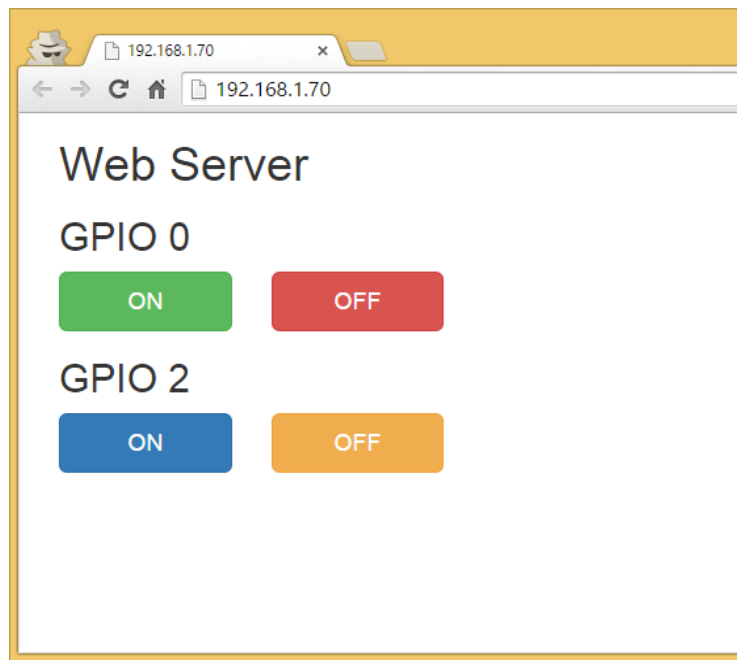 192.168.1.70 ×
192.168.1.70
Web Server
GPIO 0
ON OFF
GPIO 2
ON OFF